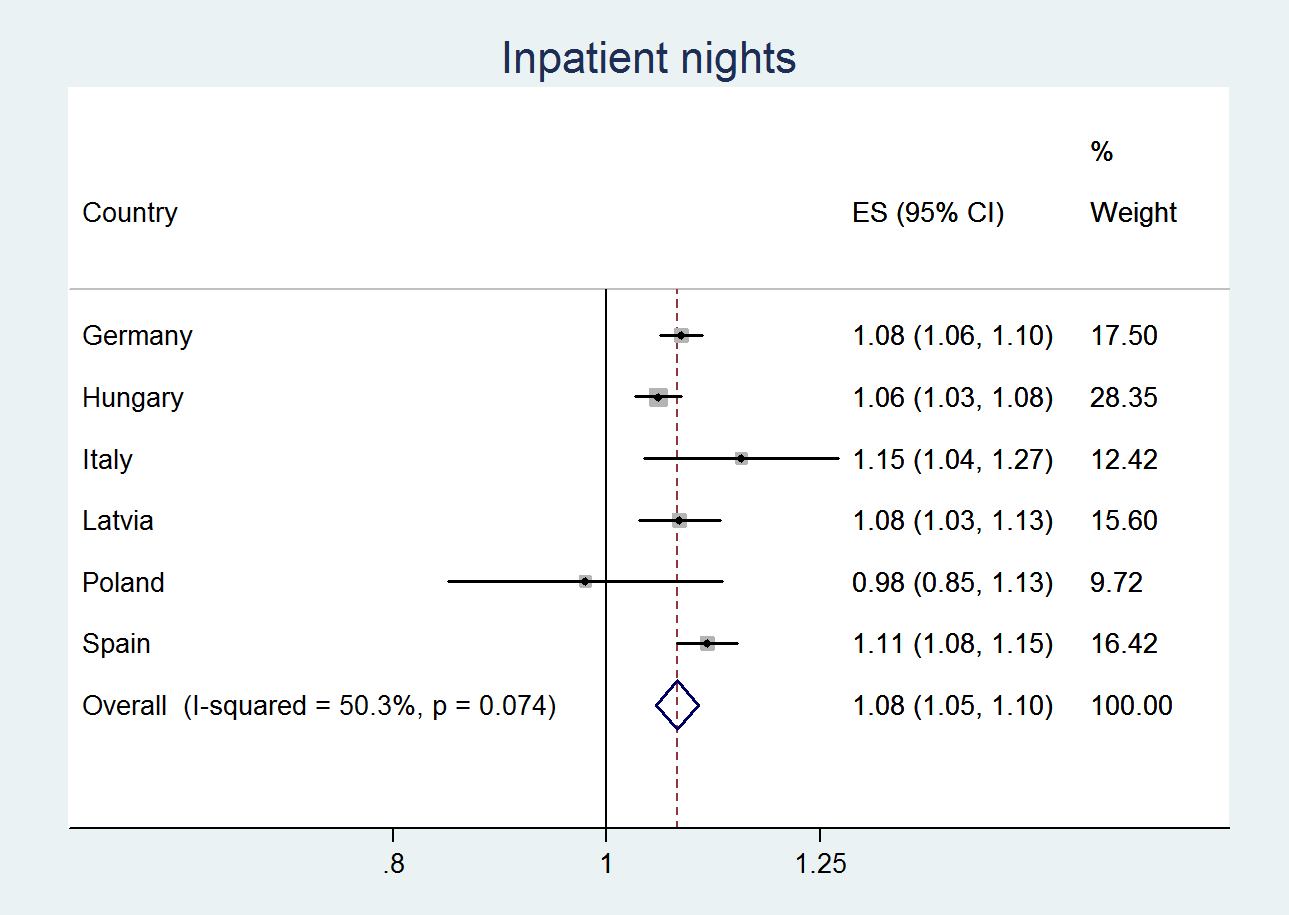 Inpatient nights
%
Country ES (95% CI) Weight
Germany 1.08 (1.06, 1.10) 17.50
Hungary 1.06 (1.03, 1.08) 28.35
Italy 1.15 (1.04, 1.27) 12.42
Latvia 1.08 (1.03, 1.13) 15.60
Poland 0.98 (0.85, 1.13) 9.72
Spain 1.11 (1.08, 1.15) 16.42
Overall (I-squared = 50.3%, p = 0.074) 1.08 (1.05, 1.10) 100.00
.8 1 1.25